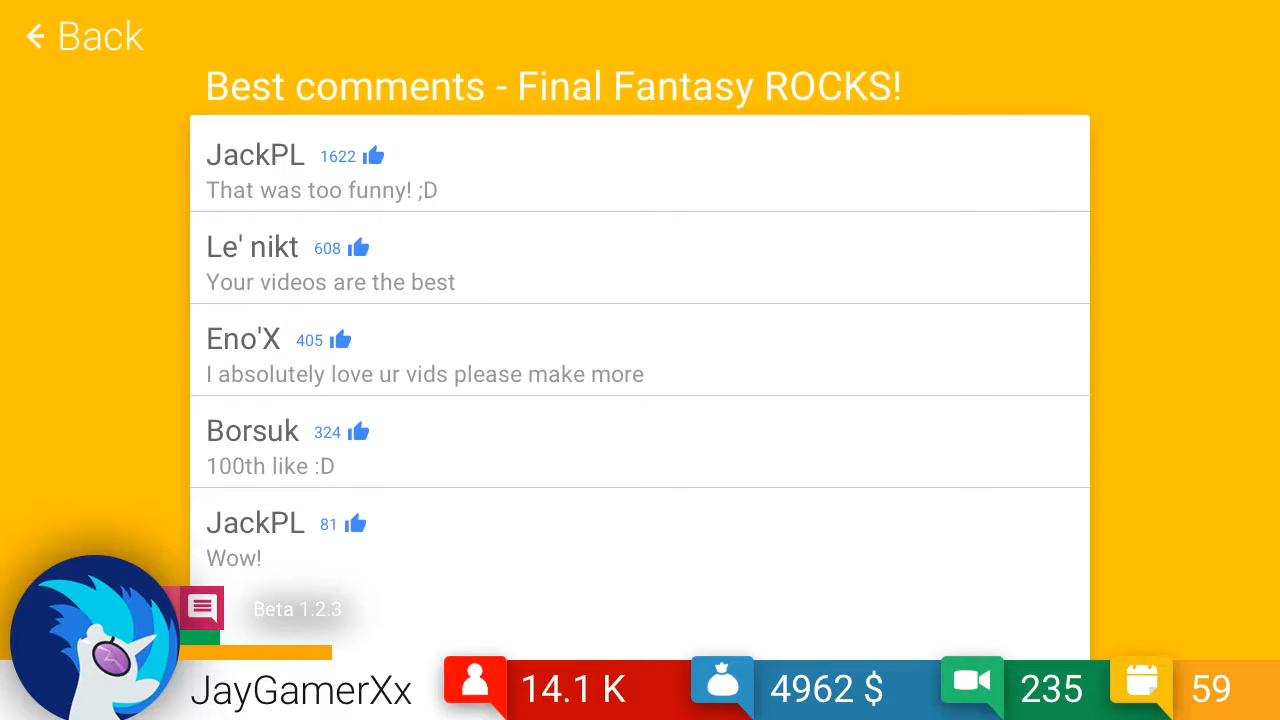 Back
Best comments - Final Fantasy ROCKS!
JackPL 1622
That was too funny! ;D
Le' nikt 608
Your videos are the best
Eno'X 405
I absolutely love ur vids please make more
Borsuk 324
100th like :D
JackPL 81
Wow!
Beta 1.2.3
JayGamerXx 14.1 K 4962 $ 235 59